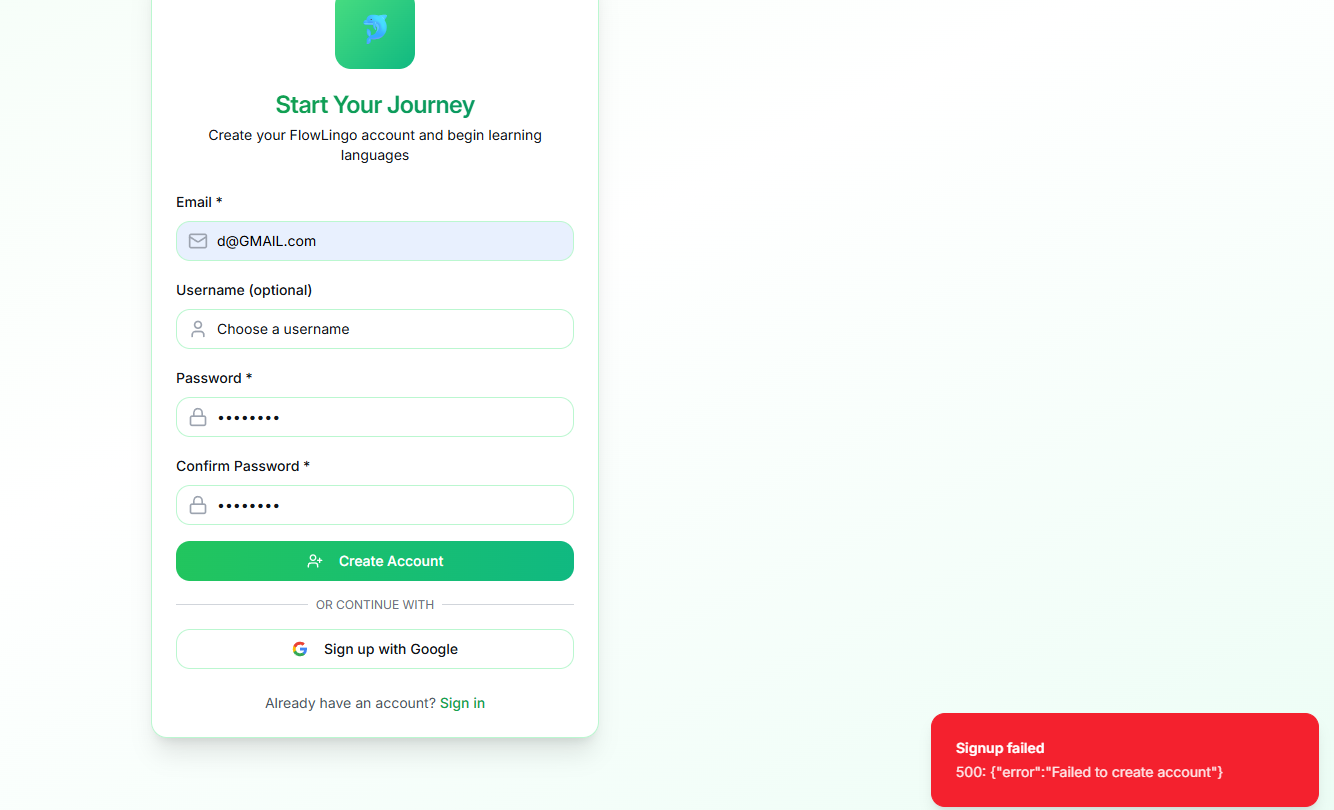 Start Your Journey
Create your FlowLingo account and begin learning
languages
Email *
d@GMAIL.com
Username (optional)
Choose a username
Password *
••••••••
Confirm Password *
••••••••
Create Account
OR CONTINUE WITH
Sign up with Google
Already have an account? Sign in
Signup failed
500: {"error":"Failed to create account"}